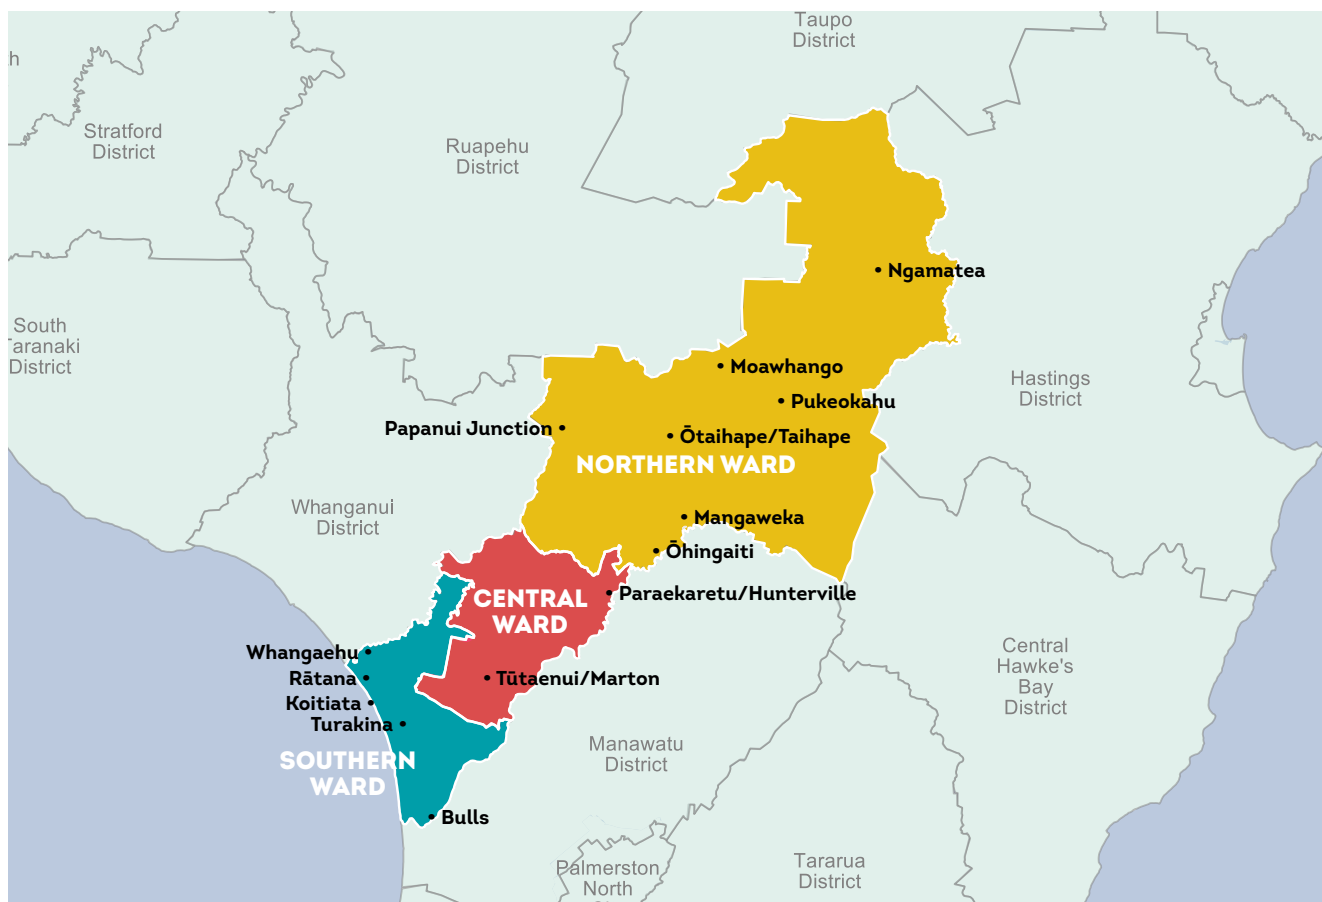 Taupo
District
h
Stratford
District
Ruapehu
District
Ngamatea
South
Taranaki
District
Moawhango
Hastings
District
Pukeokahu
Papanui Junction
Ōtaihape/Taihape
NORTHERN WARD
Whanganui
District
Mangaweka
Ōhingaiti
Paraekaretu/Hunterville
CENTRAL
WARD
Central
Hawke's
Bay
District
Whangaehu
Rātana
Tūtaenui/Marton
Koitiata
Turakina
Manawatu
District
SOUTHERN
WARD
Bulls
Palmerston
North
Tararua
District